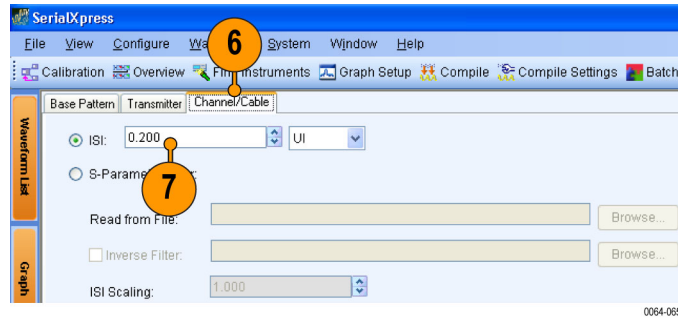 SerialXpress
File View Configure Wa 6 System Window Help
Calibration Overview Instruments Graph Setup Compile Compile Settings Batch
Base Pattern Transmitter Channel/Cable
Waveform List
ISI: 0.200 UI
7
Read from File: Browse...
Inverse Filter: Browse...
Graph
ISI Scaling: 1.000
0064-065